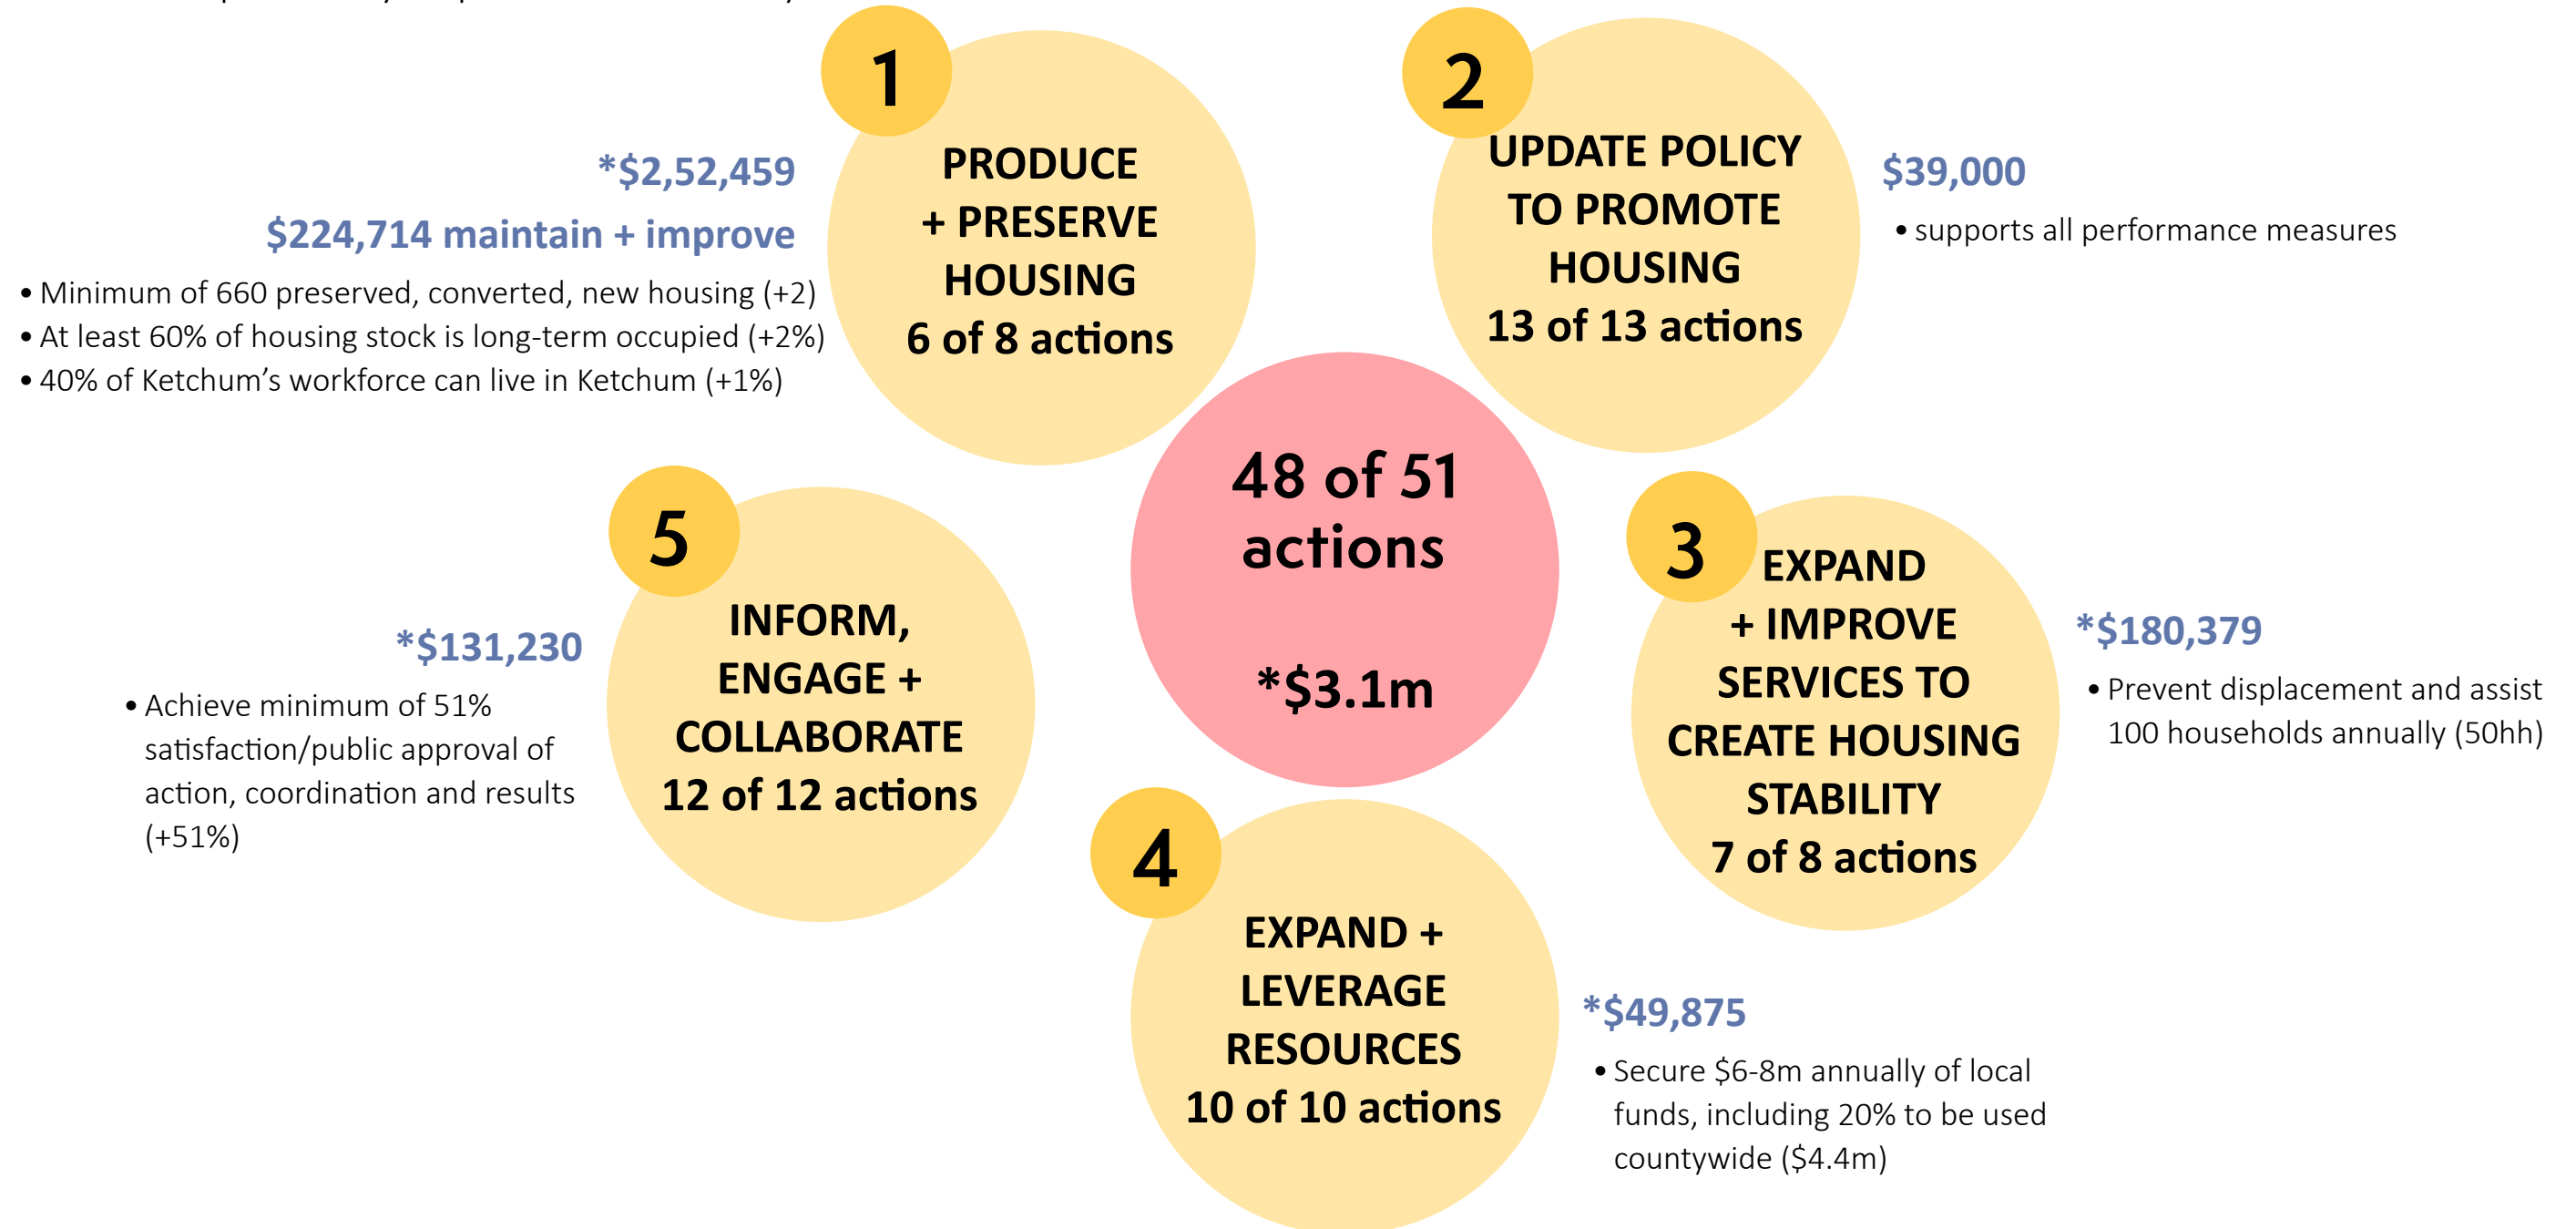 1
PRODUCE
+ PRESERVE
HOUSING
6 of 8 actions
*$2,52,459
$224,714 maintain + improve
• Minimum of 660 preserved, converted, new housing (+2)
• At least 60% of housing stock is long-term occupied (+2%)
• 40% of Ketchum’s workforce can live in Ketchum (+1%)
2
UPDATE POLICY
TO PROMOTE
HOUSING
13 of 13 actions
$39,000
• supports all performance measures
48 of 51
actions
*$3.1m
3
EXPAND
+ IMPROVE
SERVICES TO
CREATE HOUSING
STABILITY
7 of 8 actions
*$180,379
• Prevent displacement and assist
100 households annually (50hh)
4
EXPAND +
LEVERAGE
RESOURCES
10 of 10 actions
*$49,875
• Secure $6-8m annually of local
funds, including 20% to be used
countywide ($4.4m)
5
INFORM,
ENGAGE +
COLLABORATE
12 of 12 actions
*$131,230
• Achieve minimum of 51%
satisfaction/public approval of
action, coordination and results
(+51%)